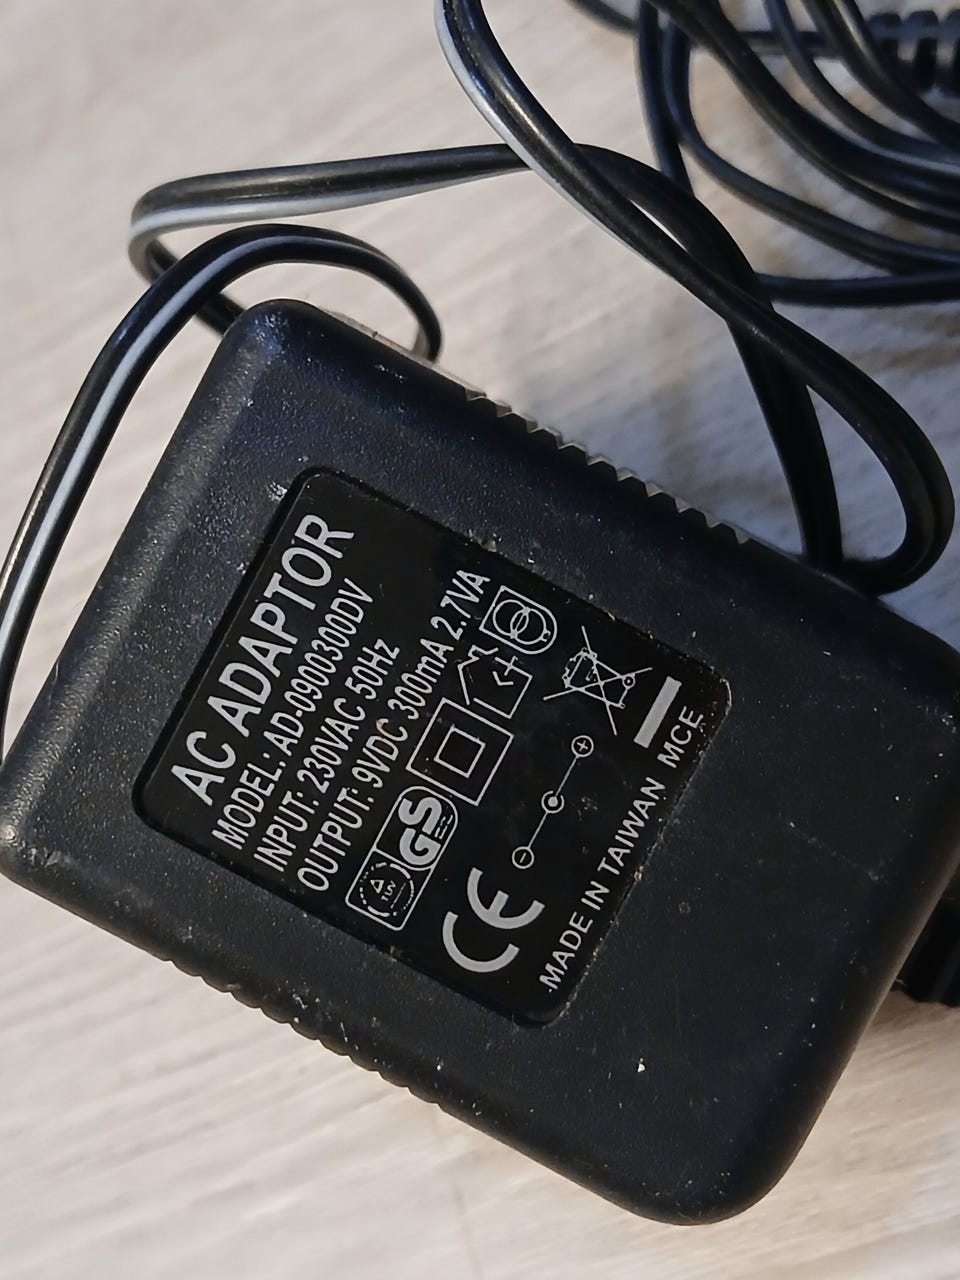 AC ADAPTOR
MODEL: AD-0900300DV
INPUT: 230VAC 50Hz
OUTPUT: 9VDC 300mA 2.7VA
TÜV GS
CE
MADE IN TAIWAN MCE